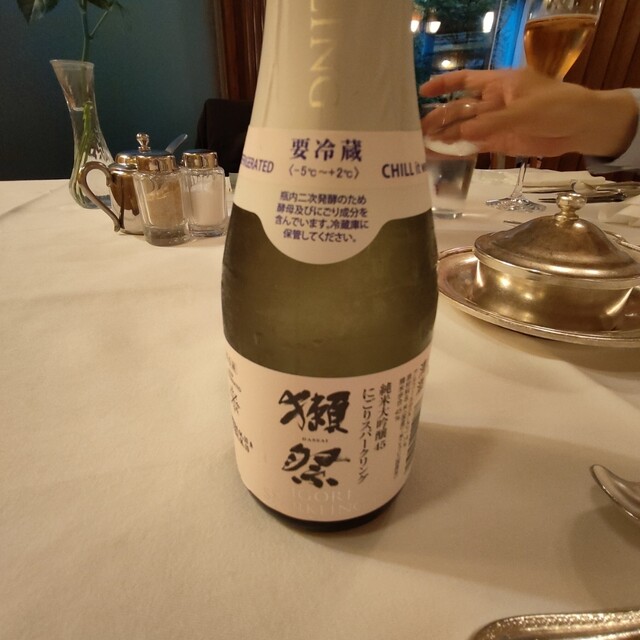 LING
要冷蔵
(-5℃~+2℃)
GERATED
CHILL it
瓶内二次発酵のため
酵母及びにごり成分を
含んでいます。冷蔵庫に
保管してください。
獺祭
DASSAI
純米大吟醸45
にごりスパークリング
NIGORI
SPARKLING